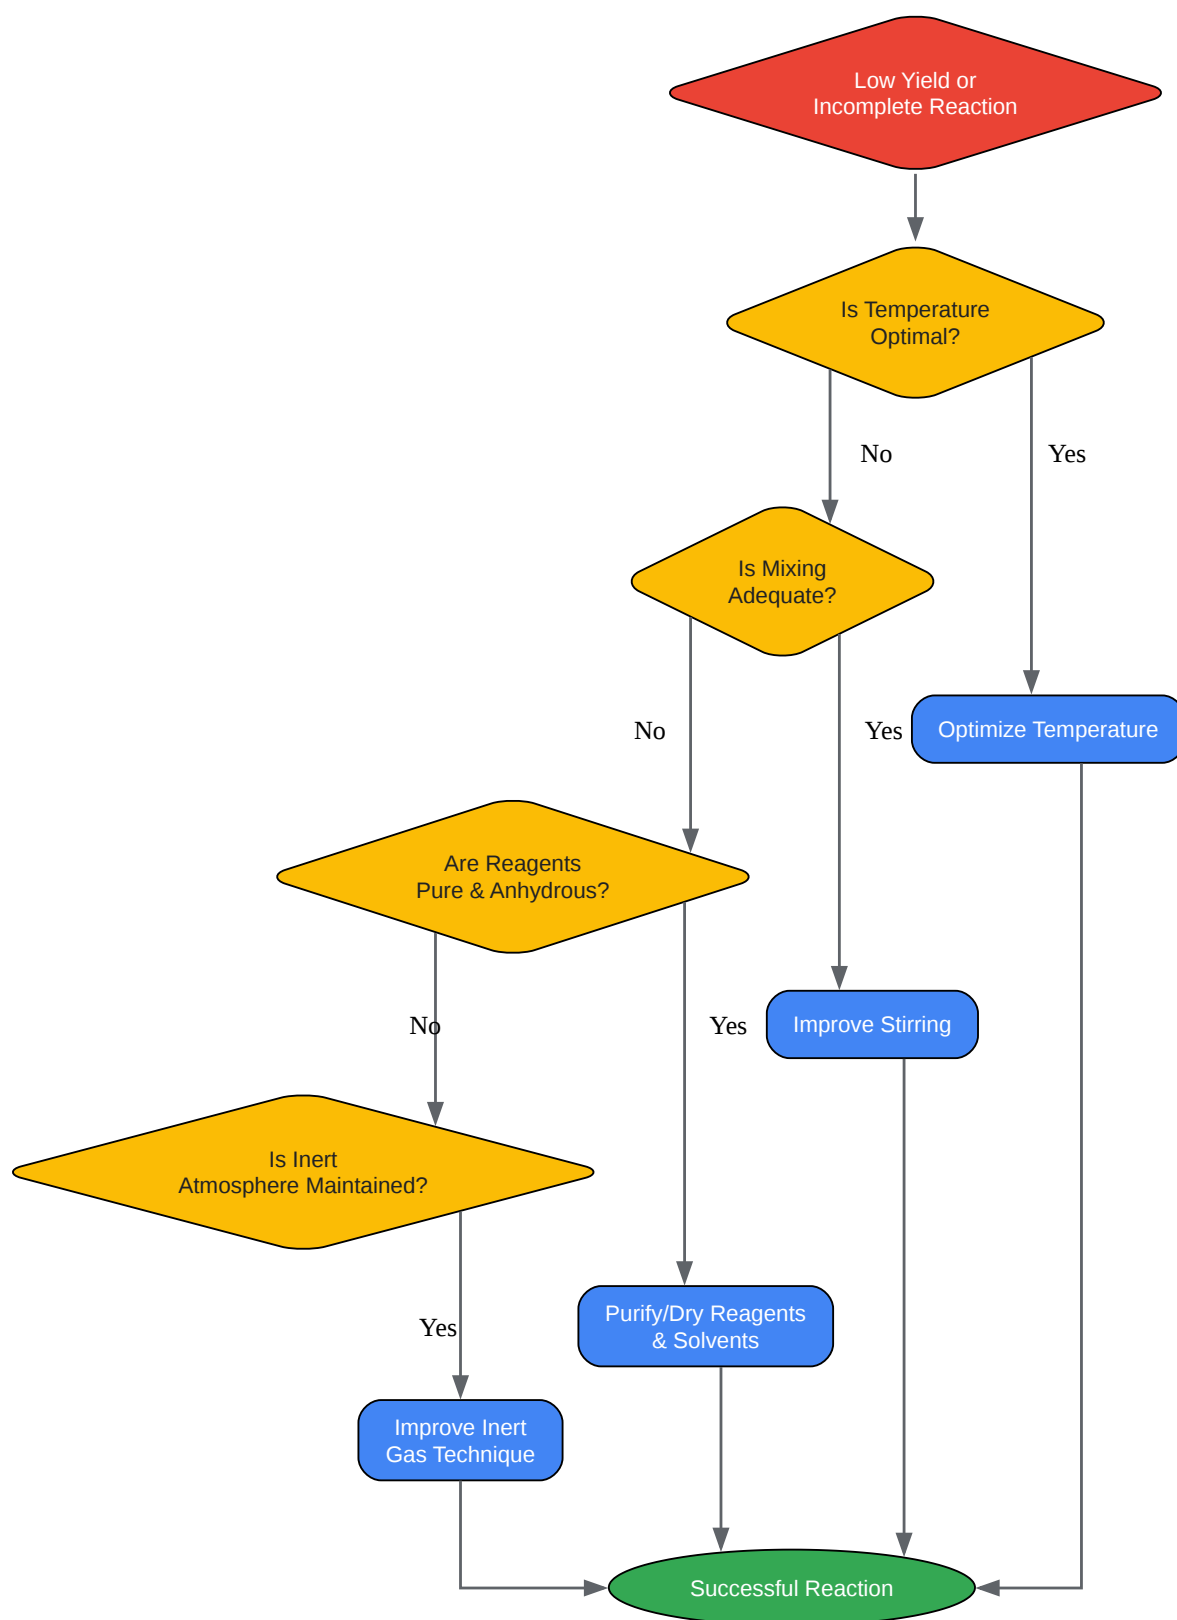 Low Yield or
Incomplete Reaction
Is Temperature
Optimal?
No
Yes
Is Mixing
Adequate?
No
Yes
Optimize Temperature
Are Reagents
Pure & Anhydrous?
No
Yes
Improve Stirring
Is Inert
Atmosphere Maintained?
Yes
Purify/Dry Reagents
& Solvents
Improve Inert
Gas Technique
Successful Reaction